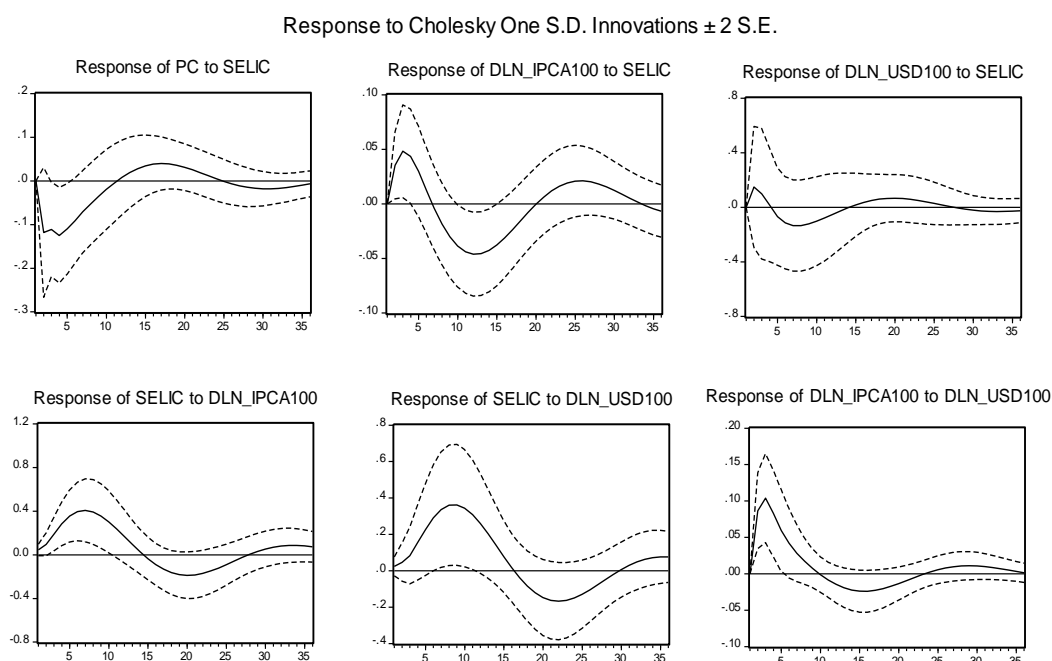 Response to Cholesky One S.D. Innovations ± 2 S.E.
Response of PC to SELIC
.2
.1
.0
-.1
-.2
-.3
5 10 15 20 25 30 35
Response of DLN_IPCA100 to SELIC
.10
.05
.00
-.05
-.10
5 10 15 20 25 30 35
Response of DLN_USD100 to SELIC
.8
.4
.0
-.4
-.8
5 10 15 20 25 30 35
Response of SELIC to DLN_IPCA100
1.2
0.8
0.4
0.0
-0.4
-0.8
5 10 15 20 25 30 35
Response of SELIC to DLN_USD100
.8
.6
.4
.2
.0
-.2
-.4
5 10 15 20 25 30 35
Response of DLN_IPCA100 to DLN_USD100
.20
.15
.10
.05
.00
-.05
-.10
5 10 15 20 25 30 35